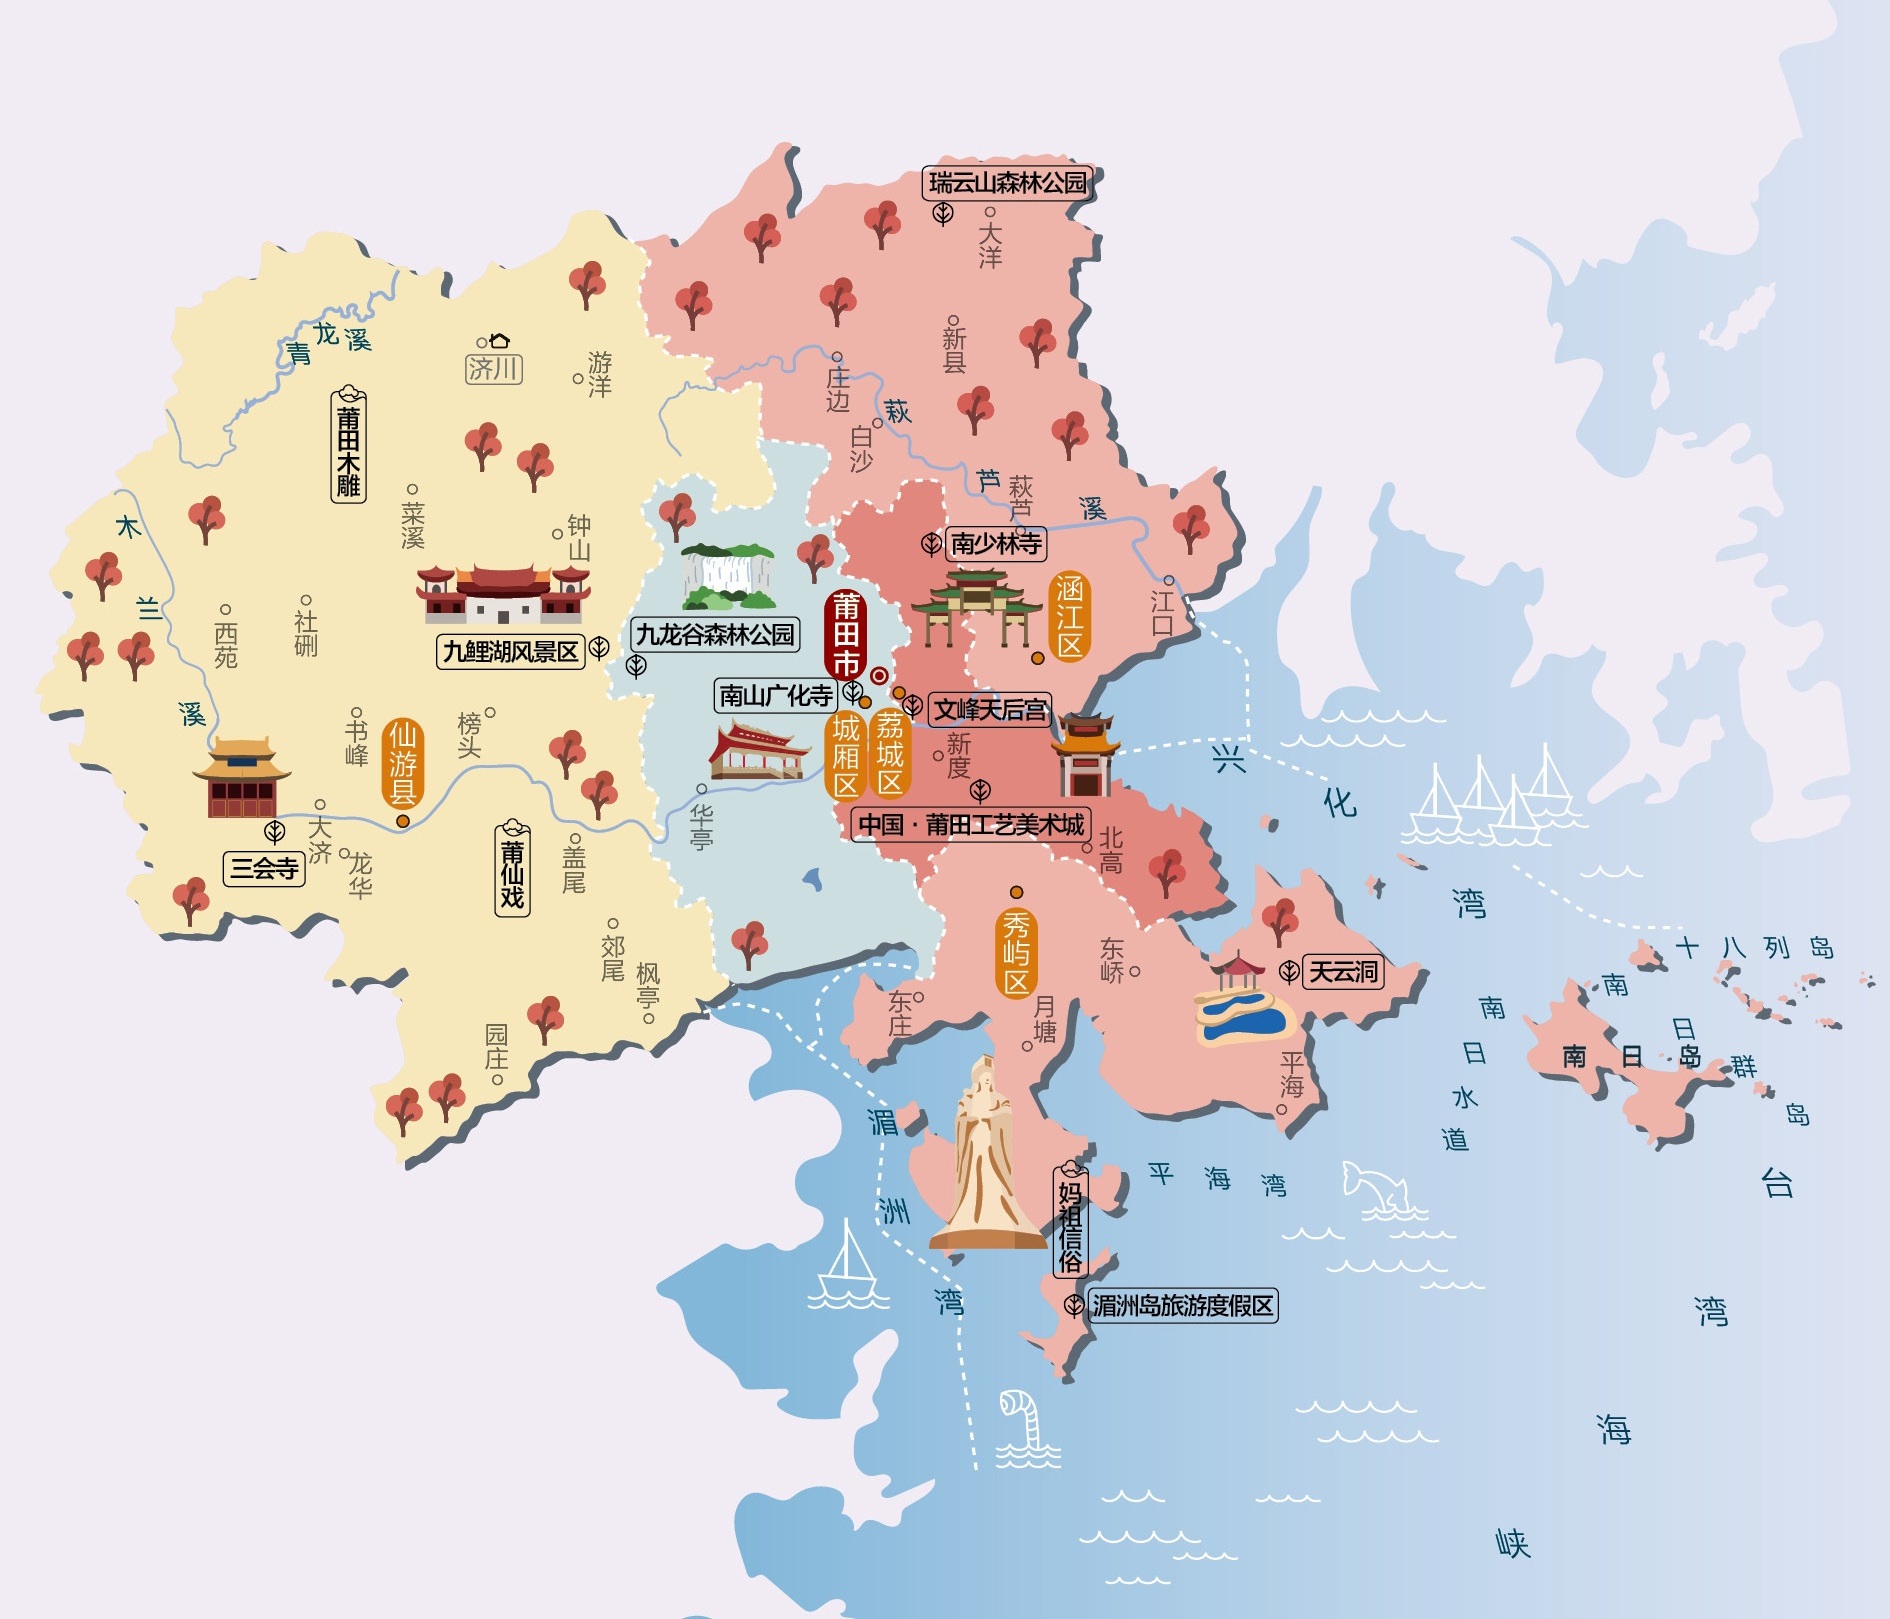 瑞云山森林公园
大洋
新县
青龙溪
济川
游洋
庄边
萩芦溪
白沙
莆田木雕
萩芦
菜溪
钟山
木兰溪
南少林寺
涵江区
江口
西苑
社硎
九鲤湖风景区
九龙谷森林公园
莆田市
南山广化寺
文峰天后宫
城厢区
荔城区
新度
书峰
仙游县
榜头
兴化湾
华亭
中国·莆田工艺美术城
北高
大济
龙华
三会寺
莆仙戏
盖尾
郊尾
枫亭
园庄
秀屿区
东峤
天云洞
东庄
月塘
平海
十八列岛
南日群岛
南日岛
南日水道
湄洲湾
平海湾
妈祖信俗
湄洲岛旅游度假区
台湾海峡